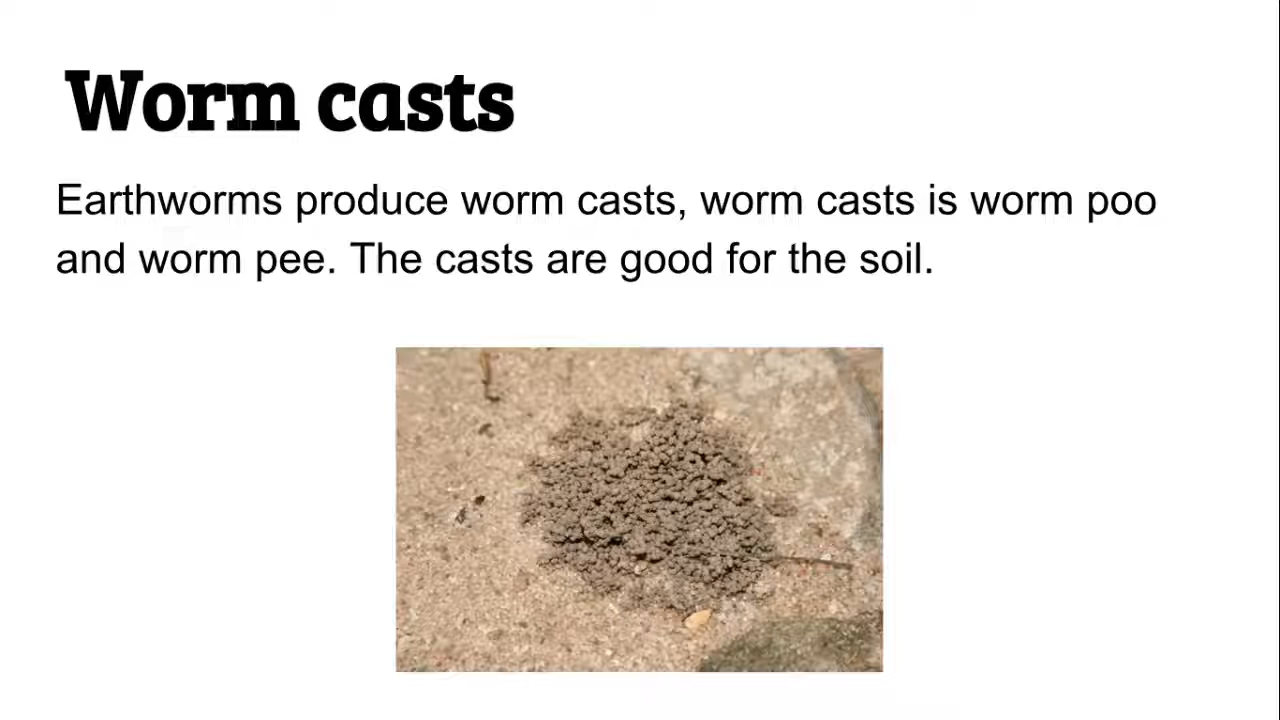 Worm casts
Earthworms produce worm casts, worm casts is worm poo
and worm pee. The casts are good for the soil.